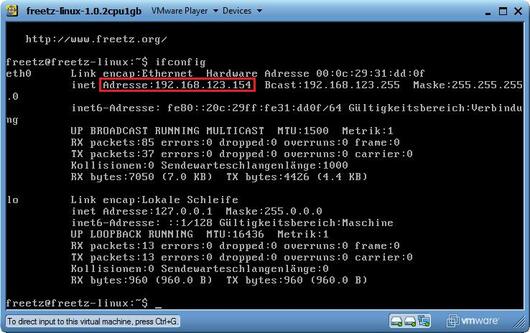 freetz-linux-1.0.2cpu1gb VMware Player ▾ Devices ▾
http://www.freetz.org/
freetz@freetz-linux:~$ ifconfig
eth0 Link encap:Ethernet Hardware Adresse 00:0c:29:31:dd:0f
inet Adresse:192.168.123.154 Bcast:192.168.123.255 Maske:255.255.255
.0
inet6-Adresse: fe80::20c:29ff:fe31:dd0f/64 Gültigkeitsbereich:Verbindu
ng
UP BROADCAST RUNNING MULTICAST MTU:1500 Metrik:1
RX packets:85 errors:0 dropped:0 overruns:0 frame:0
TX packets:37 errors:0 dropped:0 overruns:0 carrier:0
Kollisionen:0 Sendewarteschlangenlänge:1000
RX bytes:7050 (7.0 KB) TX bytes:4426 (4.4 KB)
lo Link encap:Lokale Schleife
inet Adresse:127.0.0.1 Maske:255.0.0.0
inet6-Adresse: ::1/128 Gültigkeitsbereich:Maschine
UP LOOPBACK RUNNING MTU:16436 Metrik:1
RX packets:13 errors:0 dropped:0 overruns:0 frame:0
TX packets:13 errors:0 dropped:0 overruns:0 carrier:0
Kollisionen:0 Sendewarteschlangenlänge:0
RX bytes:960 (960.0 B) TX bytes:960 (960.0 B)
freetz@freetz-linux:~$ _
To direct input to this virtual machine, press Ctrl+G. vmware